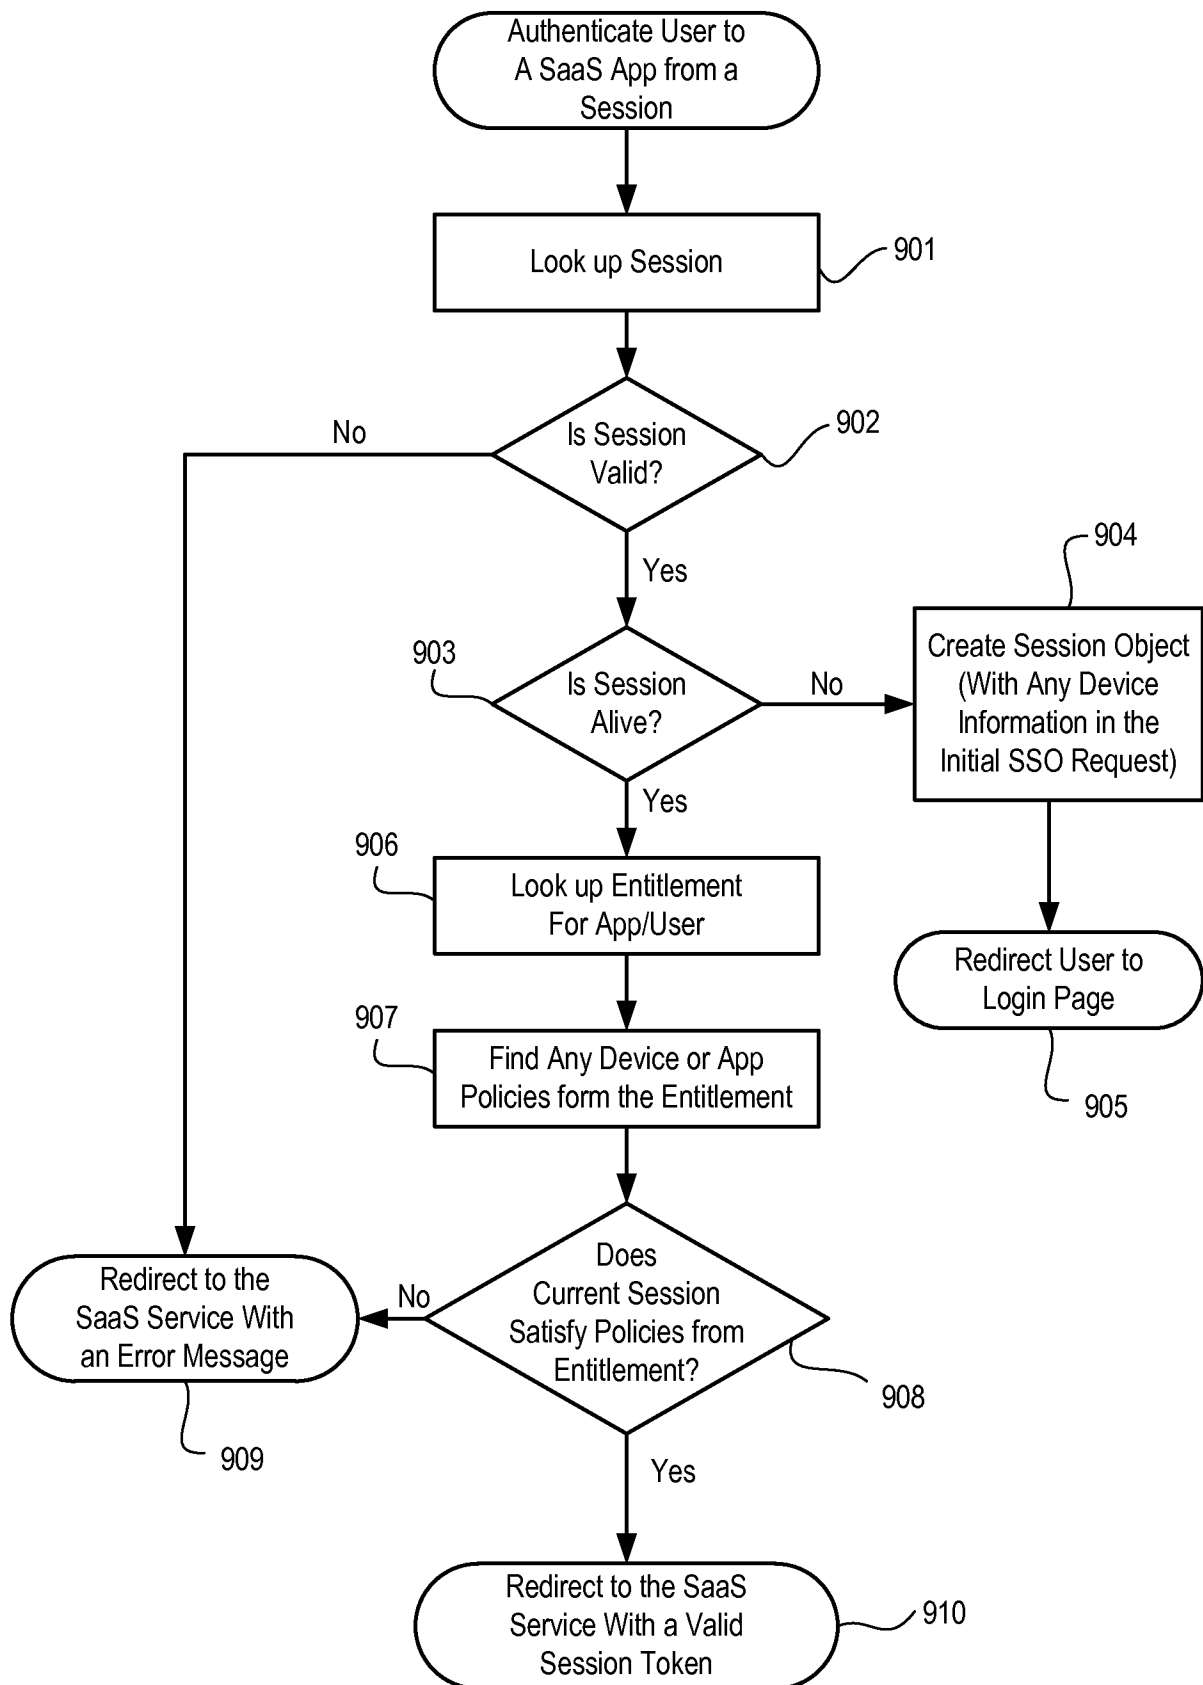 Authenticate User to
A SaaS App from a
Session
Look up Session
901
Is Session
Valid?
902
No
Yes
904
Create Session Object
(With Any Device
Information in the
Initial SSO Request)
903
Is Session
Alive?
No
Yes
906
Look up Entitlement
For App/User
Redirect User to
Login Page
905
907
Find Any Device or App
Policies form the Entitlement
Does
Current Session
Satisfy Policies from
Entitlement?
908
No
Redirect to the
SaaS Service With
an Error Message
909
Yes
Redirect to the SaaS
Service With a Valid
Session Token
910